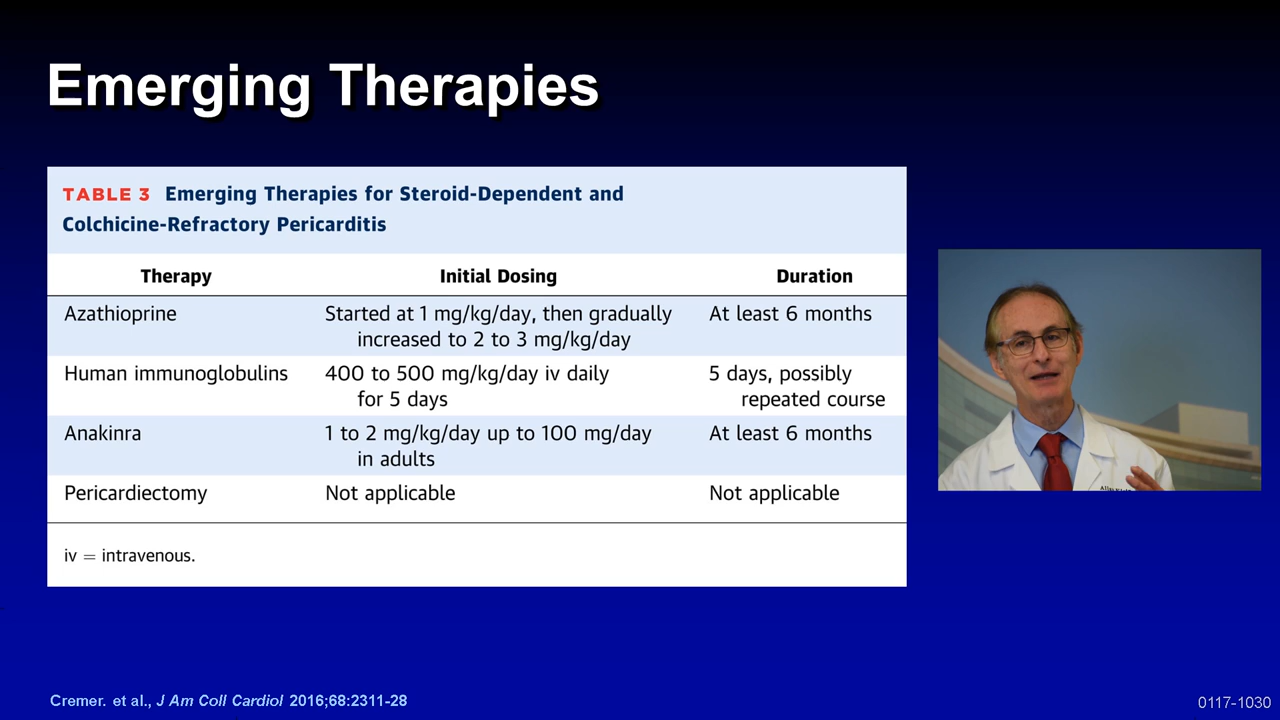 Emerging Therapies
TABLE 3 Emerging Therapies for Steroid-Dependent and
Colchicine-Refractory Pericarditis
Therapy Initial Dosing Duration
Azathioprine Started at 1 mg/kg/day, then gradually At least 6 months
increased to 2 to 3 mg/kg/day
Human immunoglobulins 400 to 500 mg/kg/day iv daily 5 days, possibly
for 5 days repeated course
Anakinra 1 to 2 mg/kg/day up to 100 mg/day At least 6 months
in adults
Pericardiectomy Not applicable Not applicable
iv = intravenous.
Cremer. et al., J Am Coll Cardiol 2016;68:2311-28
0117-1030